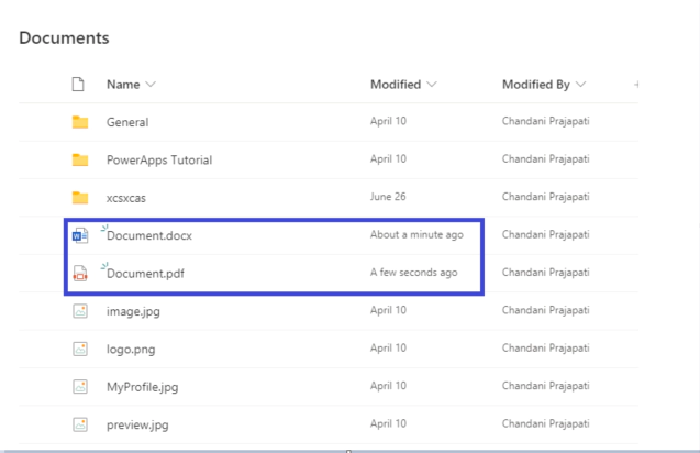 Documents
Name Modified Modified By
General April 10 Chandani Prajapati
PowerApps Tutorial April 10 Chandani Prajapati
xcsxcas June 26 Chandani Prajapati
Document.docx About a minute ago Chandani Prajapati
Document.pdf A few seconds ago Chandani Prajapati
image.jpg April 10 Chandani Prajapati
logo.png April 10 Chandani Prajapati
MyProfile.jpg April 10 Chandani Prajapati
preview.jpg April 10 Chandani Prajapati